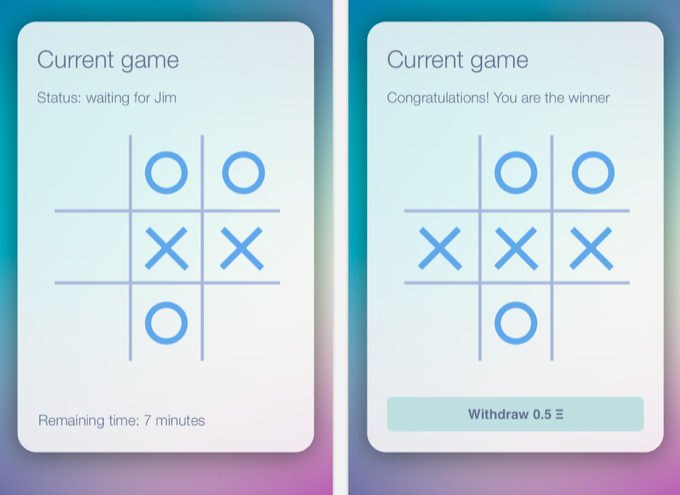 Current game
Status: waiting for Jim
Remaining time: 7 minutes
Current game
Congratulations! You are the winner
Withdraw 0.5 Ξ